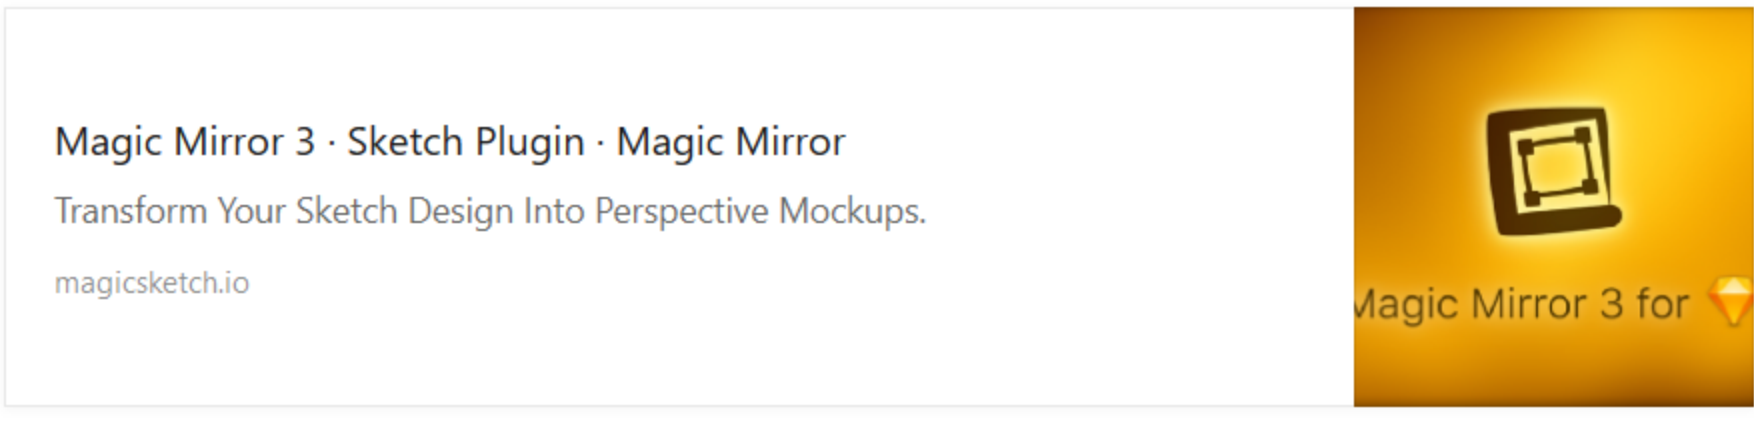 Magic Mirror 3 · Sketch Plugin · Magic Mirror
Transform Your Sketch Design Into Perspective Mockups.
magicsketch.io
Magic Mirror 3 for